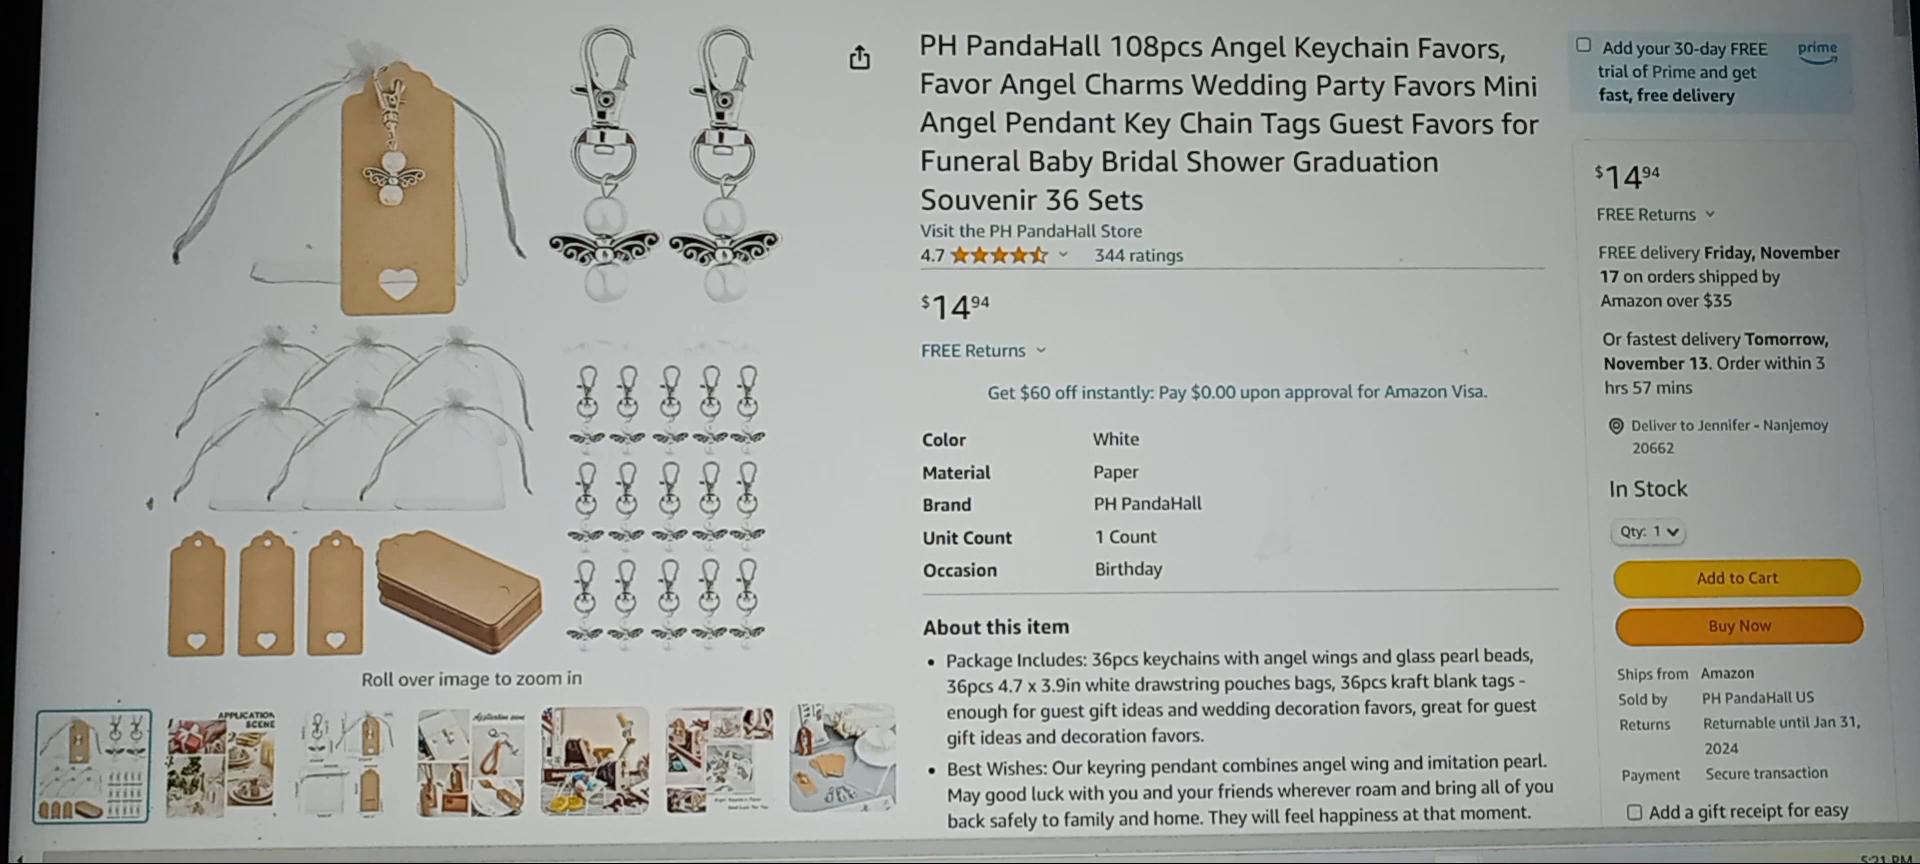 PH PandaHall 108pcs Angel Keychain Favors,
Favor Angel Charms Wedding Party Favors Mini
Angel Pendant Key Chain Tags Guest Favors for
Funeral Baby Bridal Shower Graduation
Souvenir 36 Sets
Visit the PH PandaHall Store
4.7 344 ratings
$14.94
FREE Returns
Get $60 off instantly: Pay $0.00 upon approval for Amazon Visa.
Color White
Material Paper
Brand PH PandaHall
Unit Count 1 Count
Occasion Birthday
About this item
• Package Includes: 36pcs keychains with angel wings and glass pearl beads,
36pcs 4.7 x 3.9in white drawstring pouches bags, 36pcs kraft blank tags -
enough for guest gift ideas and wedding decoration favors, great for guest
gift ideas and decoration favors.
• Best Wishes: Our keyring pendant combines angel wing and imitation pearl.
May good luck with you and your friends wherever roam and bring all of you
back safely to family and home. They will feel happiness at that moment.
Roll over image to zoom in
APPLICATION
SCENE
Add your 30-day FREE prime
trial of Prime and get
fast, free delivery
$14.94
FREE Returns
FREE delivery Friday, November
17 on orders shipped by
Amazon over $35
Or fastest delivery Tomorrow,
November 13. Order within 3
hrs 57 mins
Deliver to Jennifer - Nanjemoy
20662
In Stock
Qty: 1
Add to Cart
Buy Now
Ships from Amazon
Sold by PH PandaHall US
Returns Returnable until Jan 31,
2024
Payment Secure transaction
Add a gift receipt for easy
5:21 PM